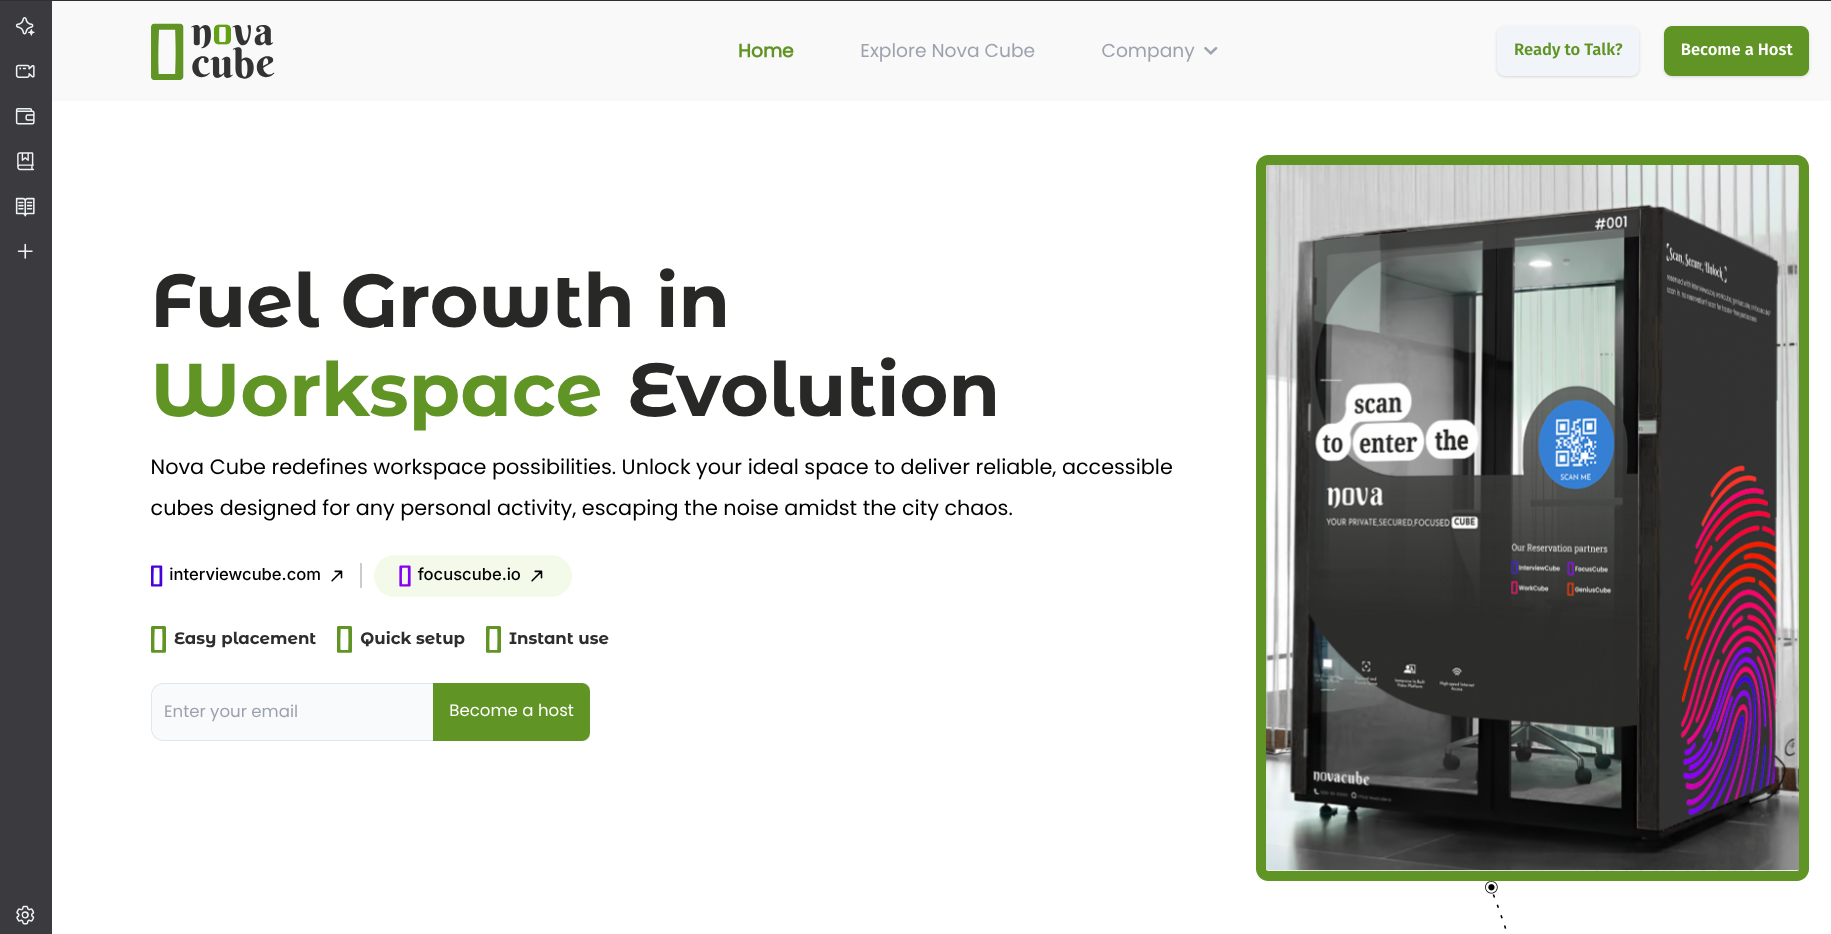 nova
cube
Home
Explore Nova Cube
Company
Ready to Talk?
Become a Host
Fuel Growth in
Workspace Evolution
Nova Cube redefines workspace possibilities. Unlock your ideal space to deliver reliable, accessible
cubes designed for any personal activity, escaping the noise amidst the city chaos.
interviewcube.com
focuscube.io
Easy placement
Quick setup
Instant use
Enter your email
Become a host
#001
Scan, Secure, Unlock
scan
to enter the
SCAN ME
nova
YOUR PRIVATE,SECURED,FOCUSED CUBE
Our Reservation partners
InterviewCube FocusCube
WorkCube GeniusCube
High-speed Internet
Access
novacube